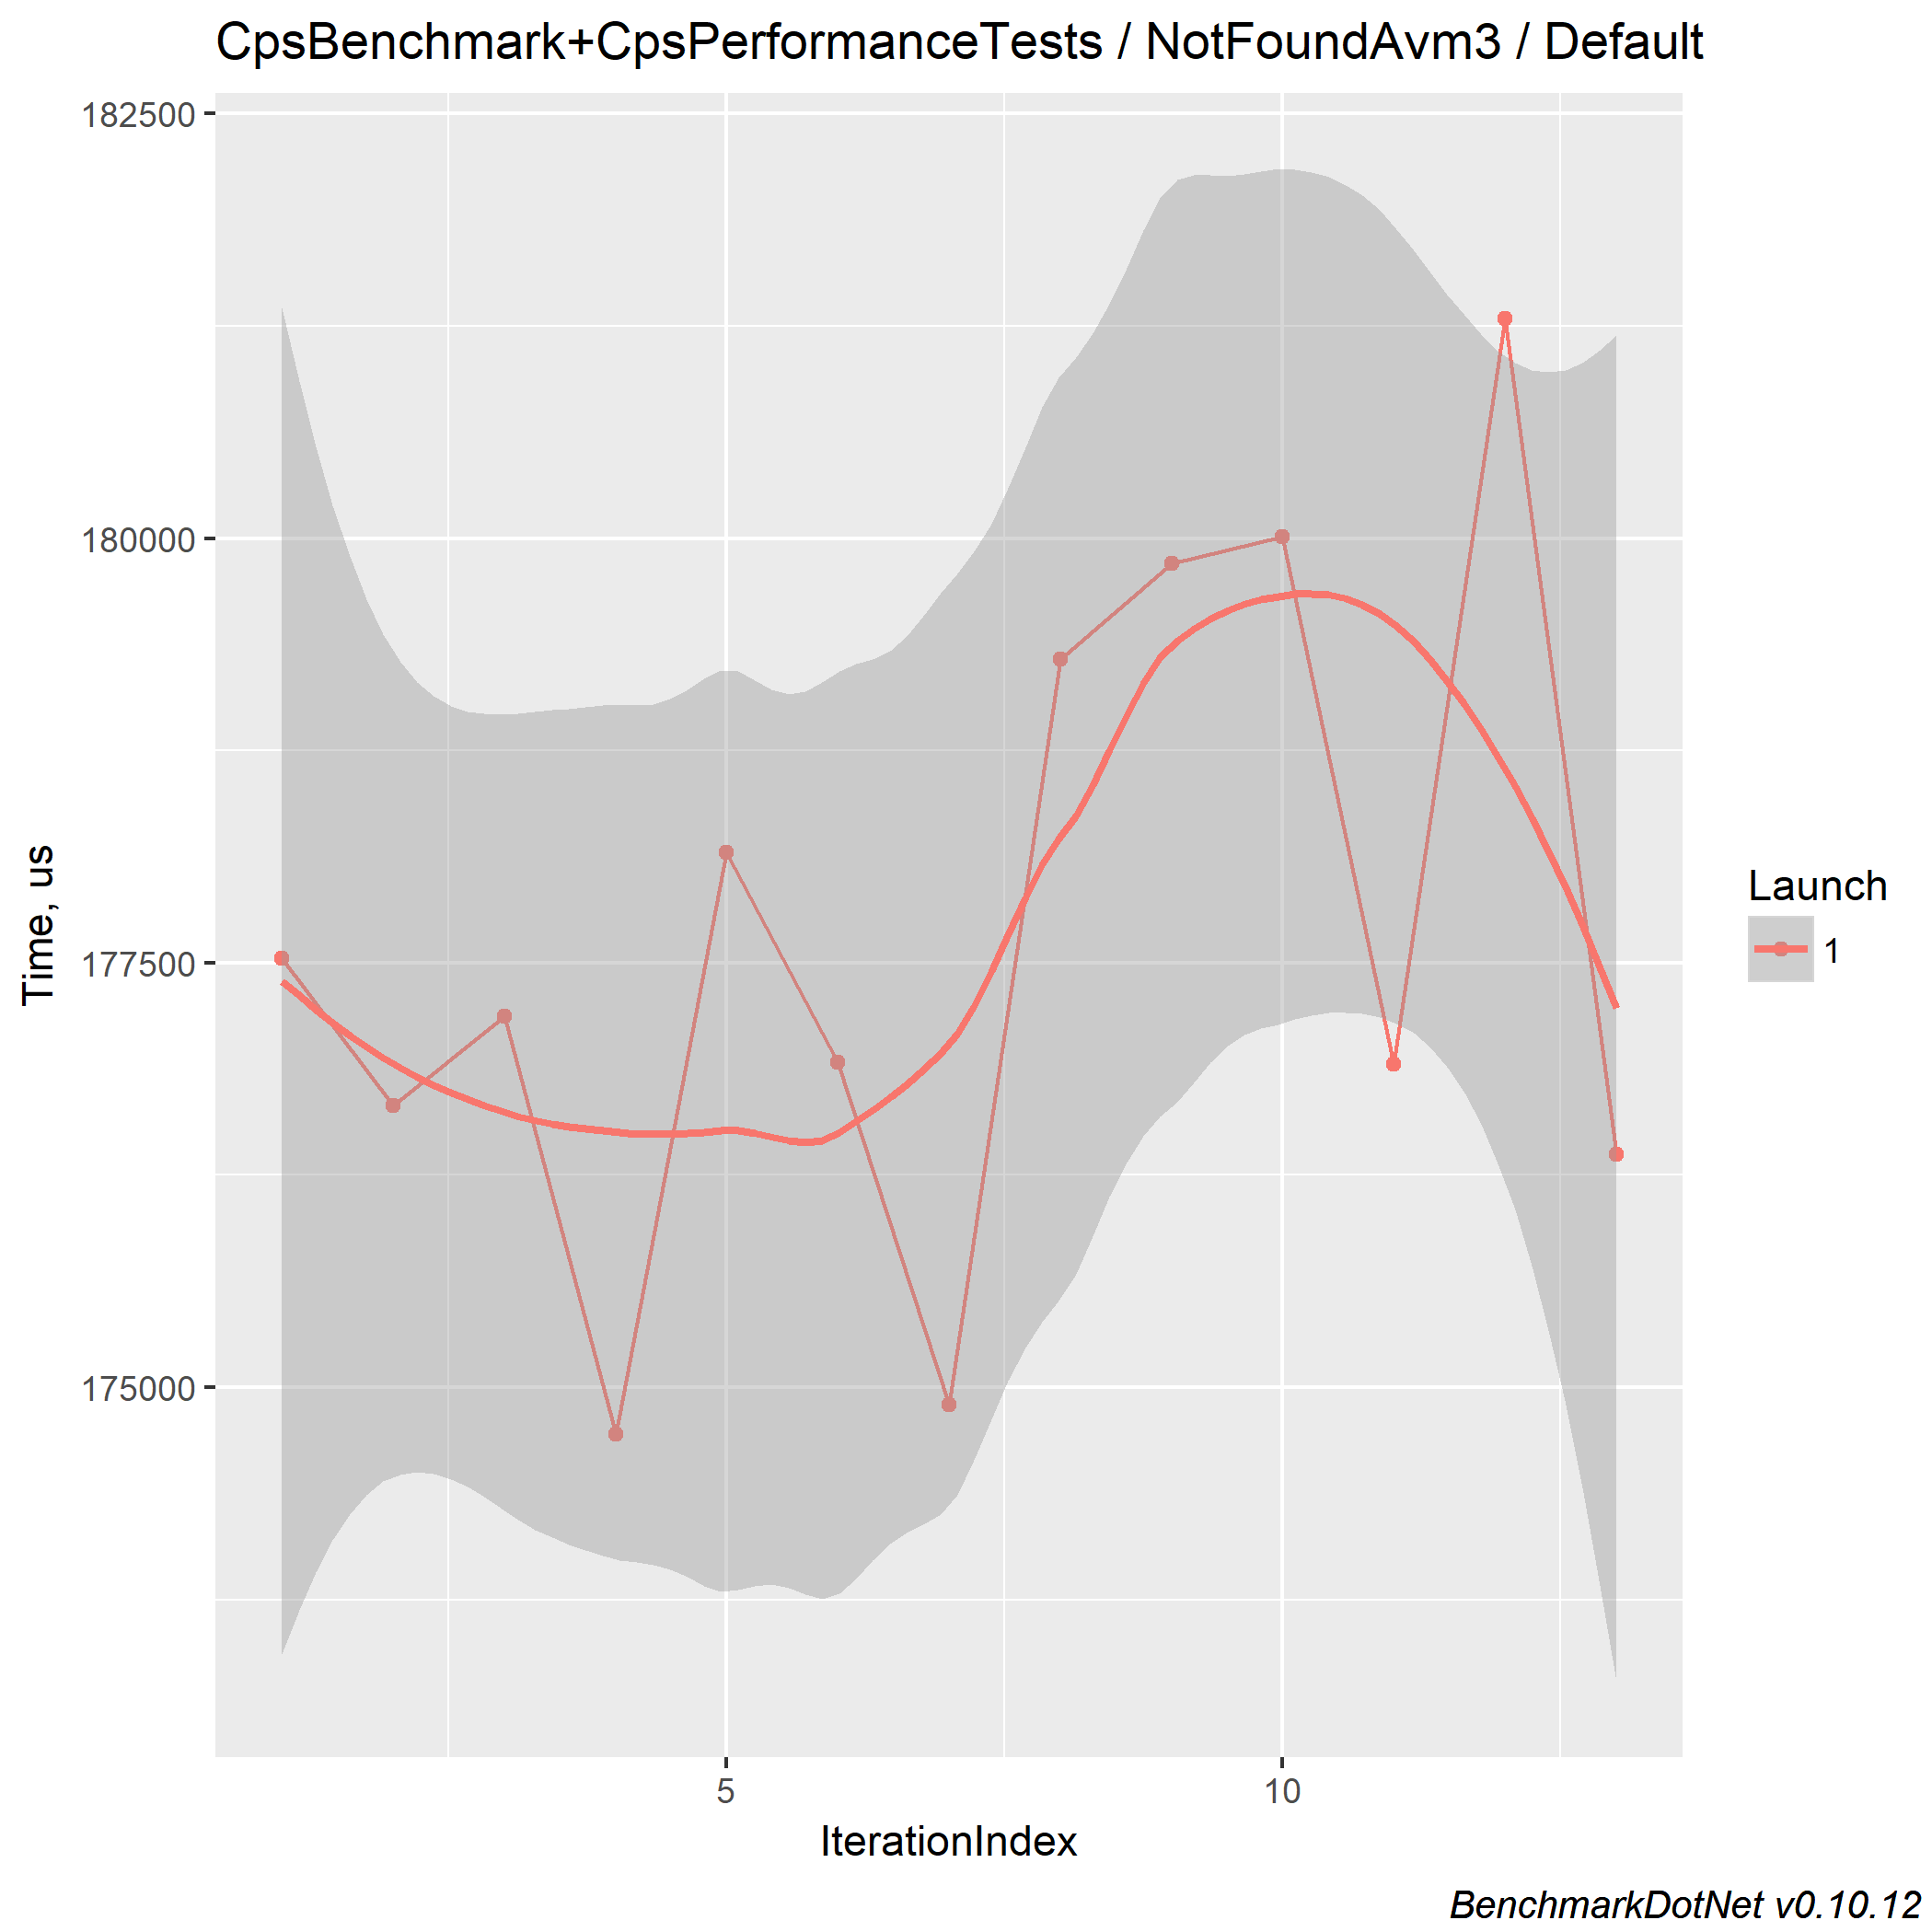 CpsBenchmark+CpsPerformanceTests / NotFoundAvm3 / Default
182500
180000
177500
175000
Time, us
5
10
IterationIndex
Launch
1
BenchmarkDotNet v0.10.12